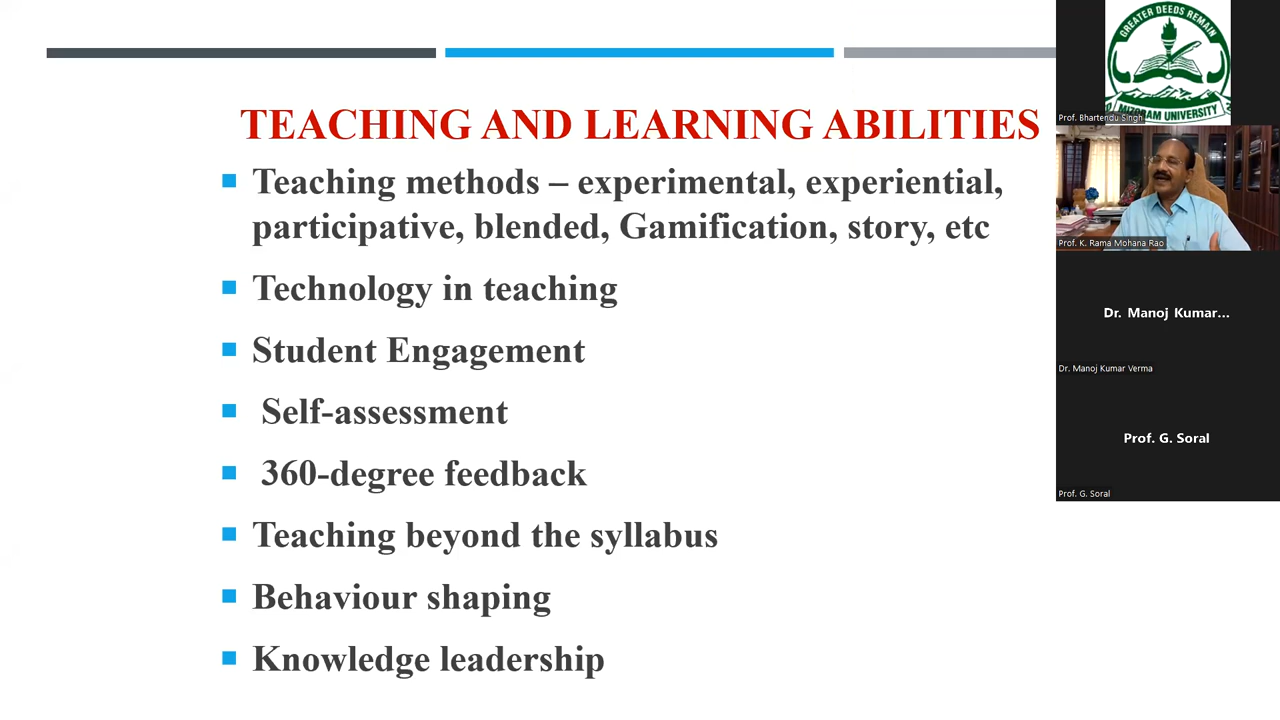 TEACHING AND LEARNING ABILITIES
Teaching methods – experimental, experiential,
participative, blended, Gamification, story, etc
Technology in teaching
Student Engagement
Self-assessment
360-degree feedback
Teaching beyond the syllabus
Behaviour shaping
Knowledge leadership
GREATER DEEDS REMAIN
MIZORAM UNIVERSITY
Prof. Bhartendu Singh
Prof. K. Rama Mohana Rao
Dr. Manoj Kumar...
Dr. Manoj Kumar Verma
Prof. G. Soral
Prof. G. Soral